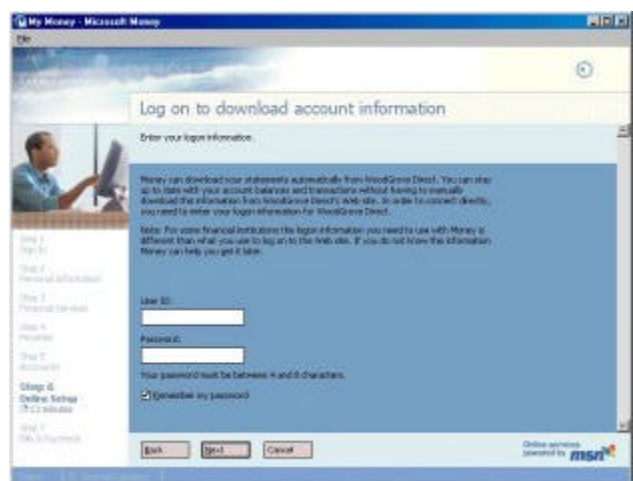 My Money - Microsoft Money
File
Log on to download account information
Enter your logon information.
Money can download your statements automatically from WoodGrove Direct. You can stay
up to date with your account balances and transactions without having to manually
download this information from WoodGrove Direct's Web site. In order to connect directly,
you need to enter your logon information for WoodGrove Direct.
Note: For some financial institutions the logon information you need to use with Money is
different than what you use to log on to the Web site. If you do not know this information
Money can help you get it later.
Step 1
Sign In
Step 2
Personal Information
Step 3
Financial Services
Step 4
Step 5
Accounts
Step 6
Online Setup
minutes
Step 7
User ID:
Password:
Your password must be between 4 and 8 characters.
Remember my password
Back
Next
Cancel
Online services
powered by msn